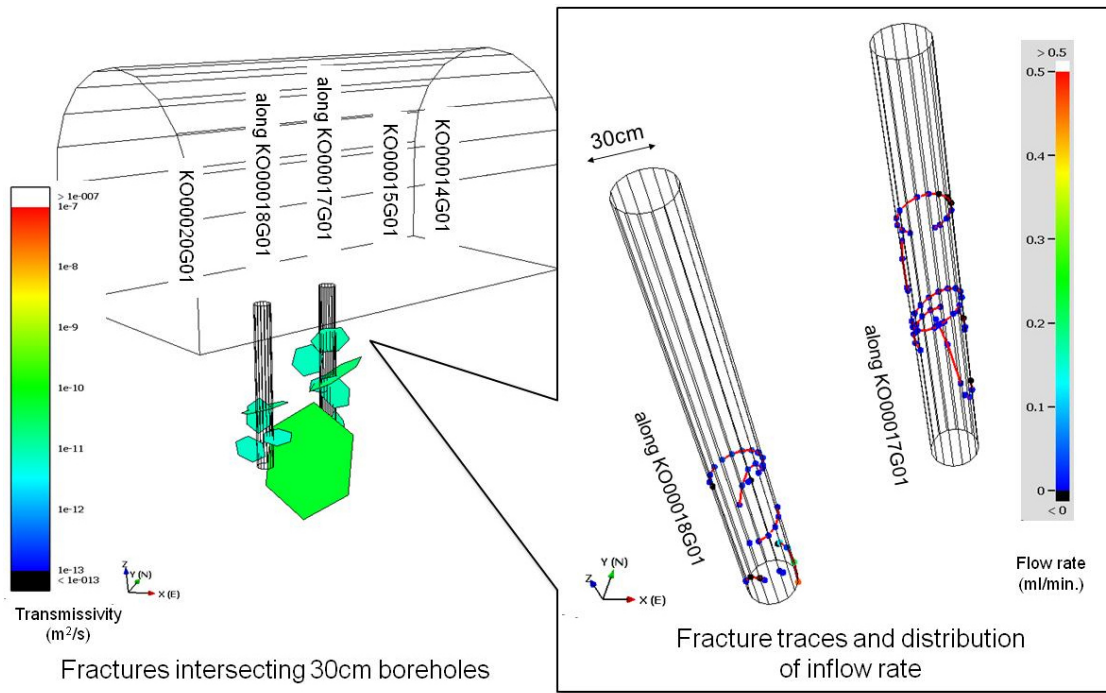 KO00020G01
along KO00018G01
along KO00017G01
KO00015G01
KO00014G01
> 1e-007
1e-7
1e-8
1e-9
1e-10
1e-11
1e-12
1e-13
< 1e-013
Transmissivity
(m²/s)
Z
Y (N)
X (E)
Fractures intersecting 30cm boreholes
30cm
along KO00018G01
along KO00017G01
> 0.5
0.5
0.4
0.3
0.2
0.1
0
< 0
Flow rate
(ml/min.)
Z
Y (N)
X (E)
Fracture traces and distribution
of inflow rate